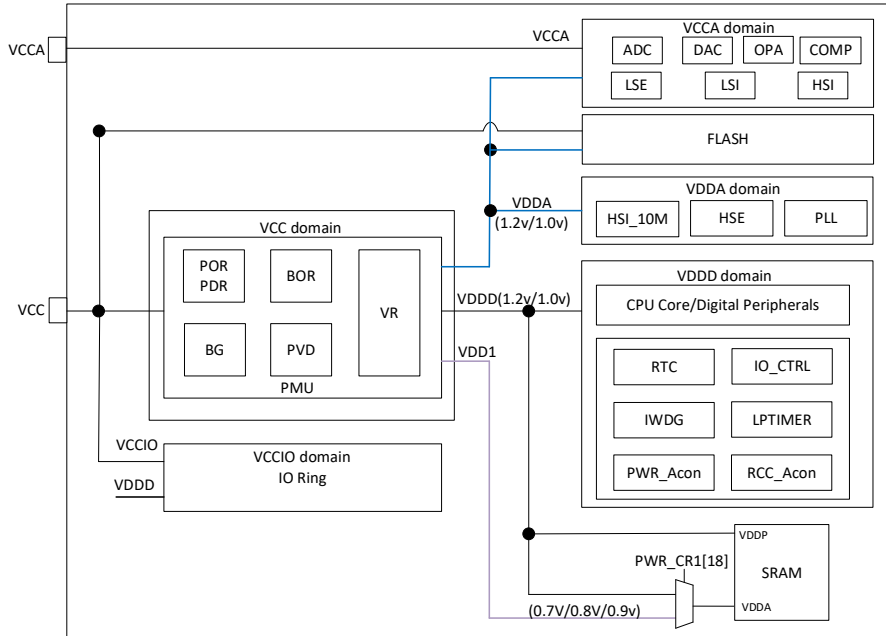 VCCA
VCCA
VCCA domain
ADC
DAC
OPA
COMP
LSE
LSI
HSI
FLASH
VDDA
(1.2v/1.0v)
VDDA domain
HSI_10M
HSE
PLL
VCC
VCC domain
POR
PDR
BOR
VR
BG
PVD
PMU
VDDD(1.2v/1.0v)
VDD1
VDDD domain
CPU Core/Digital Peripherals
RTC
IO_CTRL
IWDG
LPTIMER
PWR_Acon
RCC_Acon
VCCIO
VDDD
VCCIO domain
IO Ring
PWR_CR1[18]
(0.7V/0.8V/0.9v)
VDDP
SRAM
VDDA